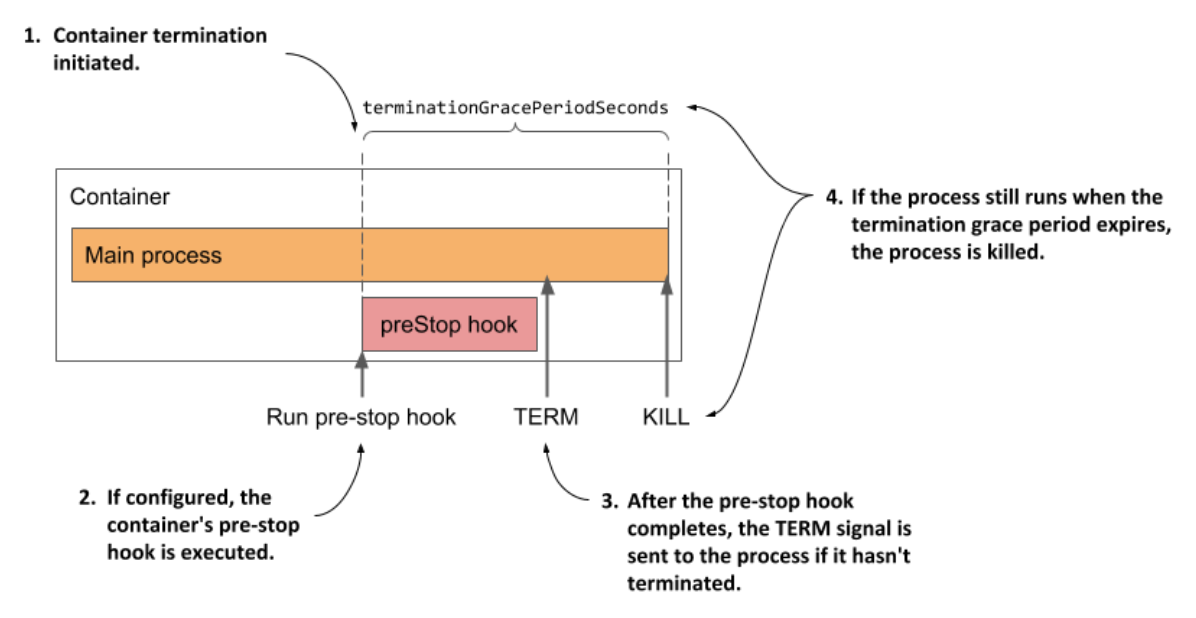 1. Container termination
initiated.
terminationGracePeriodSeconds
Container
Main process
preStop hook
Run pre-stop hook
TERM
KILL
4. If the process still runs when the
termination grace period expires,
the process is killed.
2. If configured, the
container's pre-stop
hook is executed.
3. After the pre-stop hook
completes, the TERM signal is
sent to the process if it hasn't
terminated.